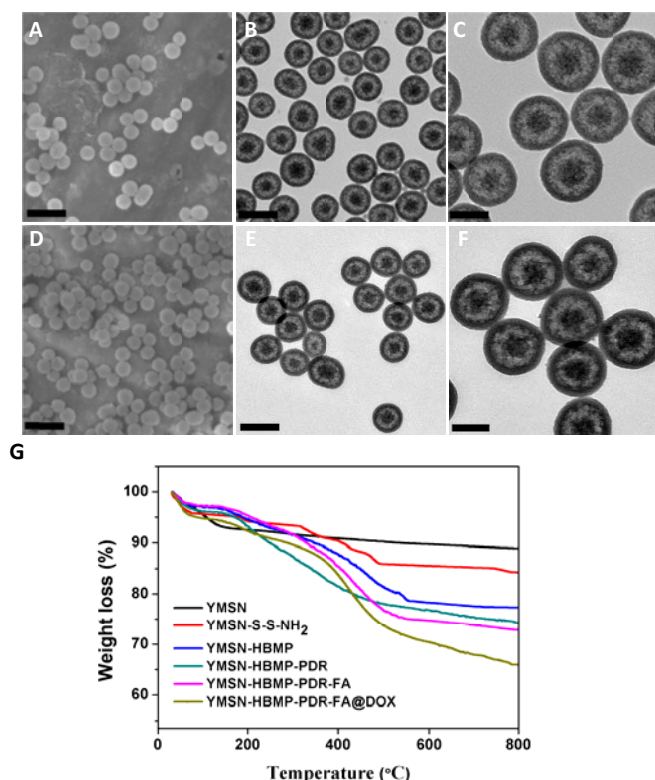 A
B
C
D
E
F
G
100
90
80
70
60
Weight loss (%)
YMSN
YMSN-S-S-NH2
YMSN-HBMP
YMSN-HBMP-PDR
YMSN-HBMP-PDR-FA
YMSN-HBMP-PDR-FA@DOX
0 200 400 600 800
Temperature (°C)